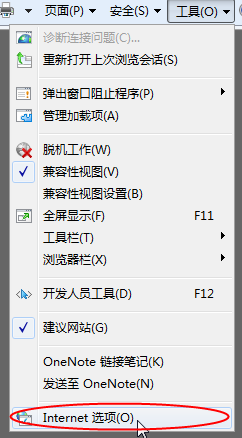 页面(P) 安全(S) 工具(O)
诊断连接问题(C)...
重新打开上次浏览会话(S)
弹出窗口阻止程序(P)
管理加载项(A)
脱机工作(W)
兼容性视图(V)
兼容性视图设置(B)
全屏显示(F) F11
工具栏(T)
浏览器栏(X)
开发人员工具(D) F12
建议网站(G)
OneNote 链接笔记(K)
发送至 OneNote(N)
Internet 选项(O)